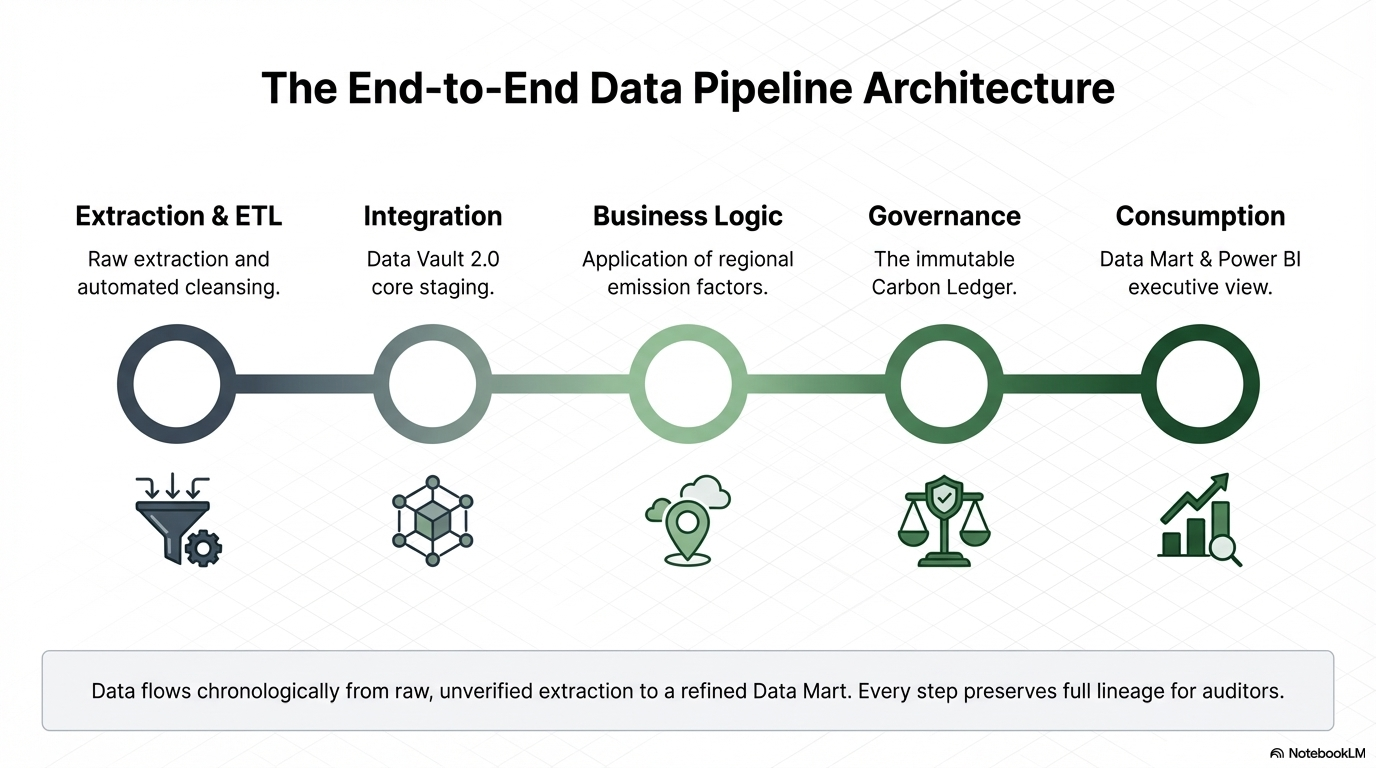 The End-to-End Data Pipeline Architecture
Extraction & ETL
Raw extraction and
automated cleansing.
Integration
Data Vault 2.0
core staging.
Business Logic
Application of regional
emission factors.
Governance
The immutable
Carbon Ledger.
Consumption
Data Mart & Power BI
executive view.
Data flows chronologically from raw, unverified extraction to a refined Data Mart. Every step preserves full lineage for auditors.
NotebookLM